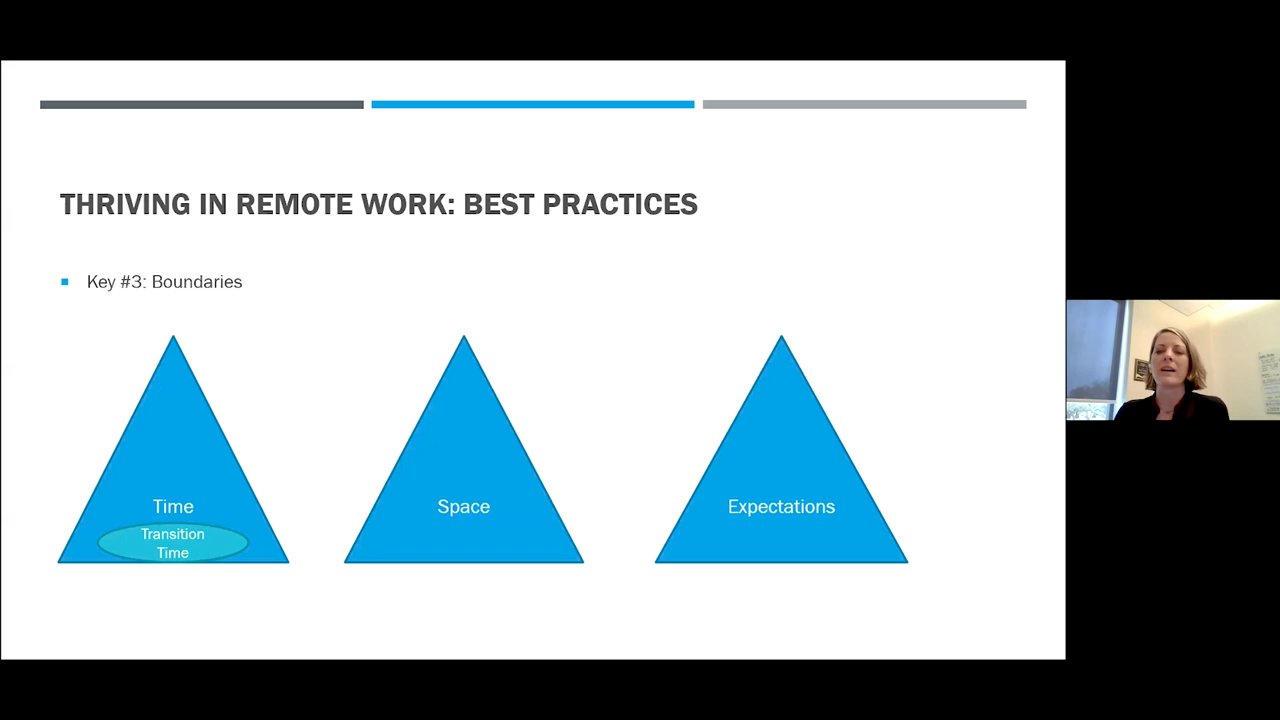 THRIVING IN REMOTE WORK: BEST PRACTICES
Key #3: Boundaries
Time
Transition
Time
Space
Expectations